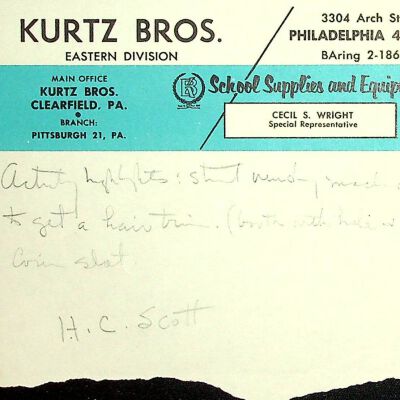 KURTZ BROS.
EASTERN DIVISION
3304 Arch St
PHILADELPHIA 4
BAring 2-186
MAIN OFFICE
KURTZ BROS.
CLEARFIELD, PA.
BRANCH:
PITTSBURGH 21, PA.
KB
School Supplies and Equip
CECIL S. WRIGHT
Special Representative
Activity highlights: street vending mach
to get a hair trim. (booth with hole
Coin slot.
H. C. Scott